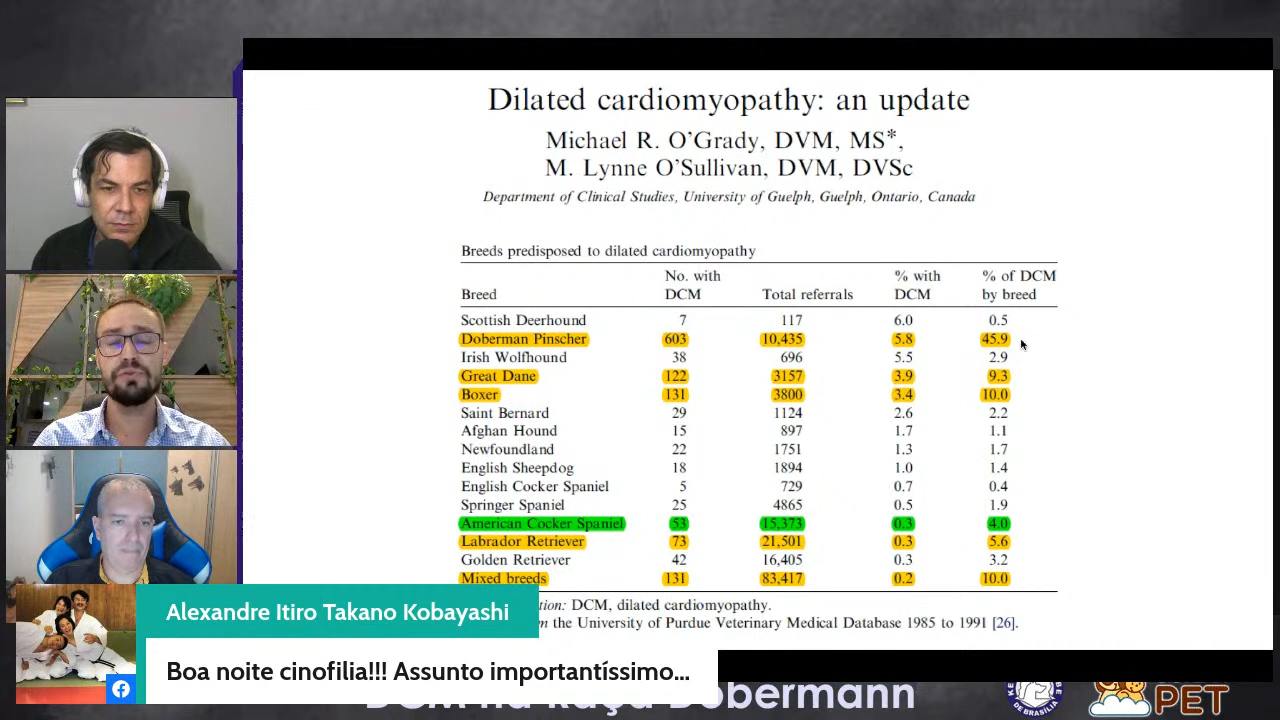 Dilated cardiomyopathy: an update
Michael R. O'Grady, DVM, MS*,
M. Lynne O'Sullivan, DVM, DVSc
Department of Clinical Studies, University of Guelph, Guelph, Ontario, Canada
Breeds predisposed to dilated cardiomyopathy
Breed No. with DCM Total referrals % with DCM % of DCM by breed
Scottish Deerhound 7 117 6.0 0.5
Doberman Pinscher 603 10,435 5.8 45.9
Irish Wolfhound 38 696 5.5 2.9
Great Dane 122 3157 3.9 9.3
Boxer 131 3800 3.4 10.0
Saint Bernard 29 1124 2.6 2.2
Afghan Hound 15 897 1.7 1.1
Newfoundland 22 1751 1.3 1.7
English Sheepdog 18 1894 1.0 1.4
English Cocker Spaniel 5 729 0.7 0.4
Springer Spaniel 25 4865 0.5 1.9
American Cocker Spaniel 53 15,373 0.3 4.0
Labrador Retriever 73 21,501 0.3 5.6
Golden Retriever 42 16,405 0.3 3.2
Mixed breeds 131 83,417 0.2 10.0
DCM, dilated cardiomyopathy.
the University of Purdue Veterinary Medical Database 1985 to 1991 [26].
Alexandre Itiro Takano Kobayashi
Boa noite cinofilia!!! Assunto importantíssimo...
DCM na Raça Dobermann
DE BRASÍLIA
PET